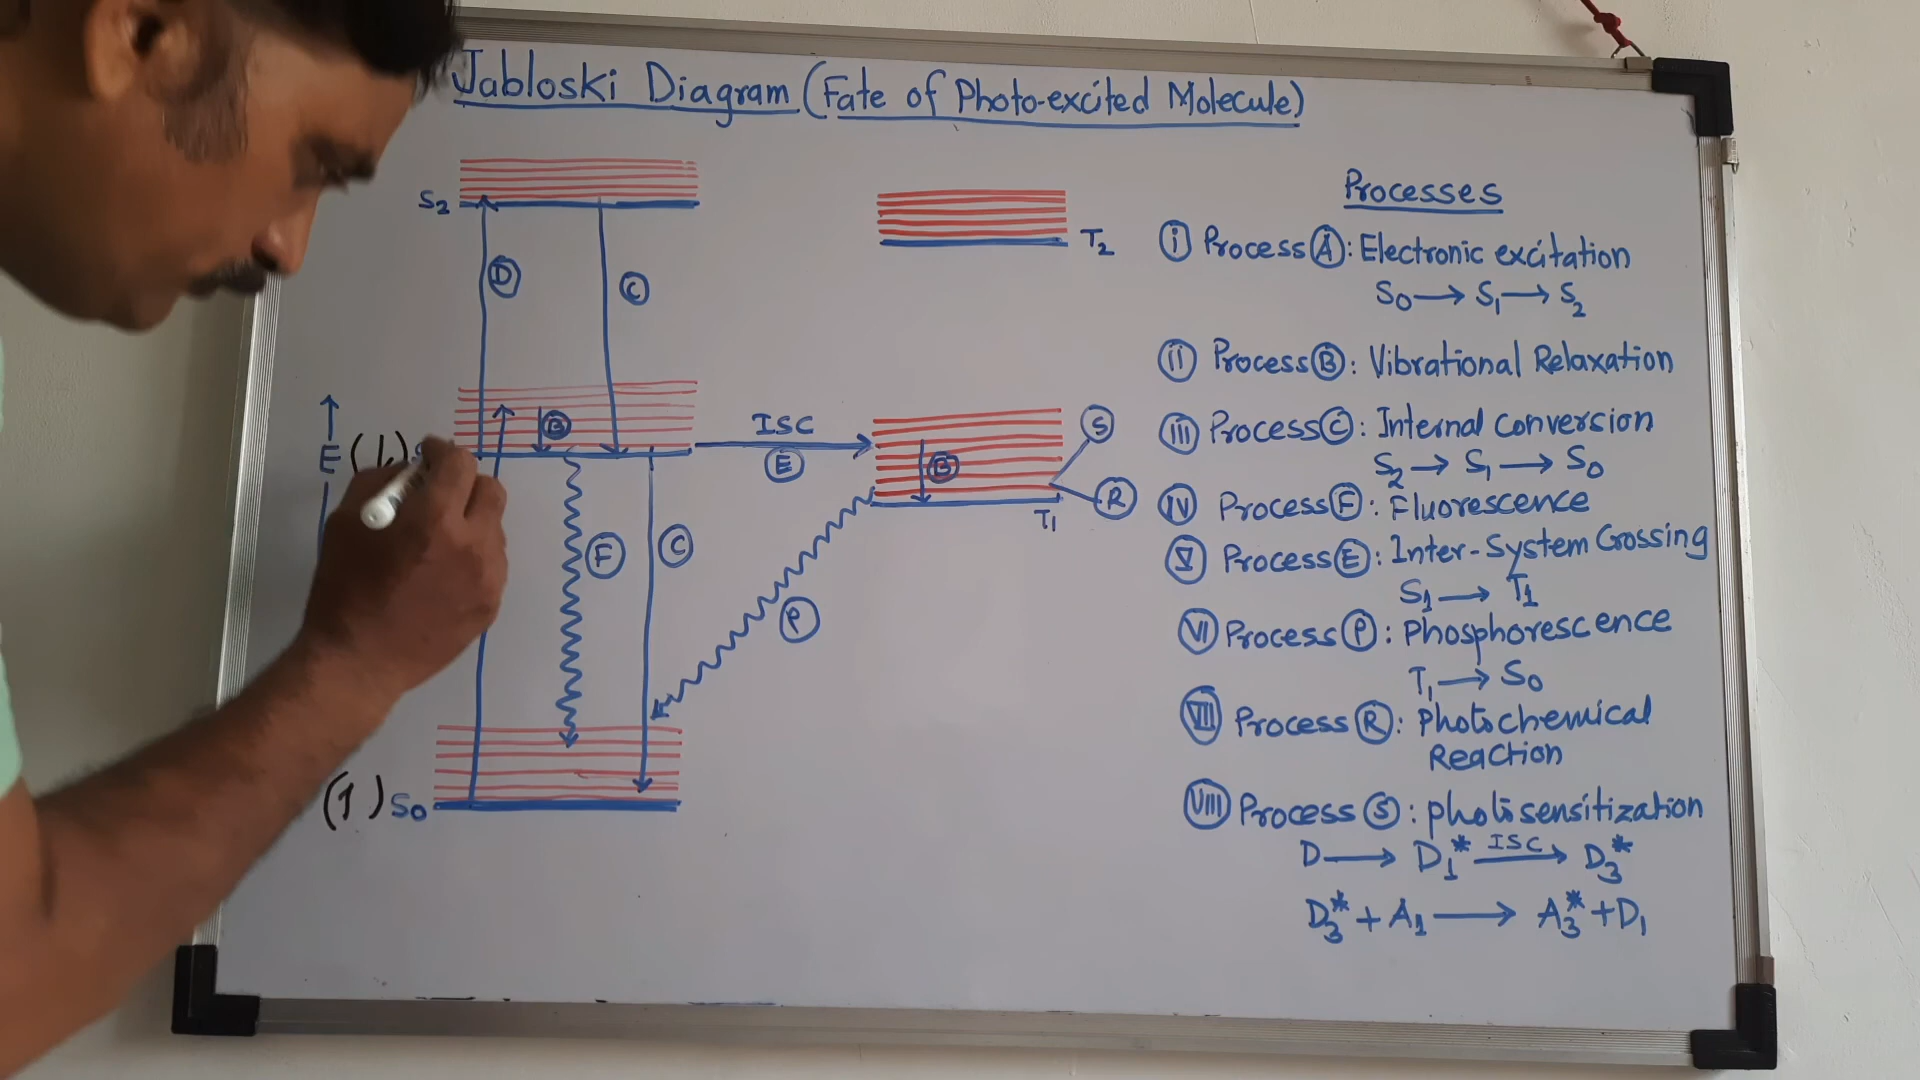 Jabloski Diagram (Fate of Photo-excited Molecule)
S2
D
C
B
E
F
C
(1) S0
ISC
E
T2
B
S
R
T1
P
Processes
i Process A: Electronic excitation
S0 → S1 → S2
ii Process B: Vibrational Relaxation
iii Process C: Internal Conversion
S2 → S1 → S0
IV Process F: Fluorescence
V Process E: Inter-System Crossing
S1 → T1
VI Process P: Phosphorescence
T1 → S0
VII Process R: Photochemical
Reaction
VIII Process S: photosensitization
D → D1* ISC → D3*
D3* + A1 → A3* + D1